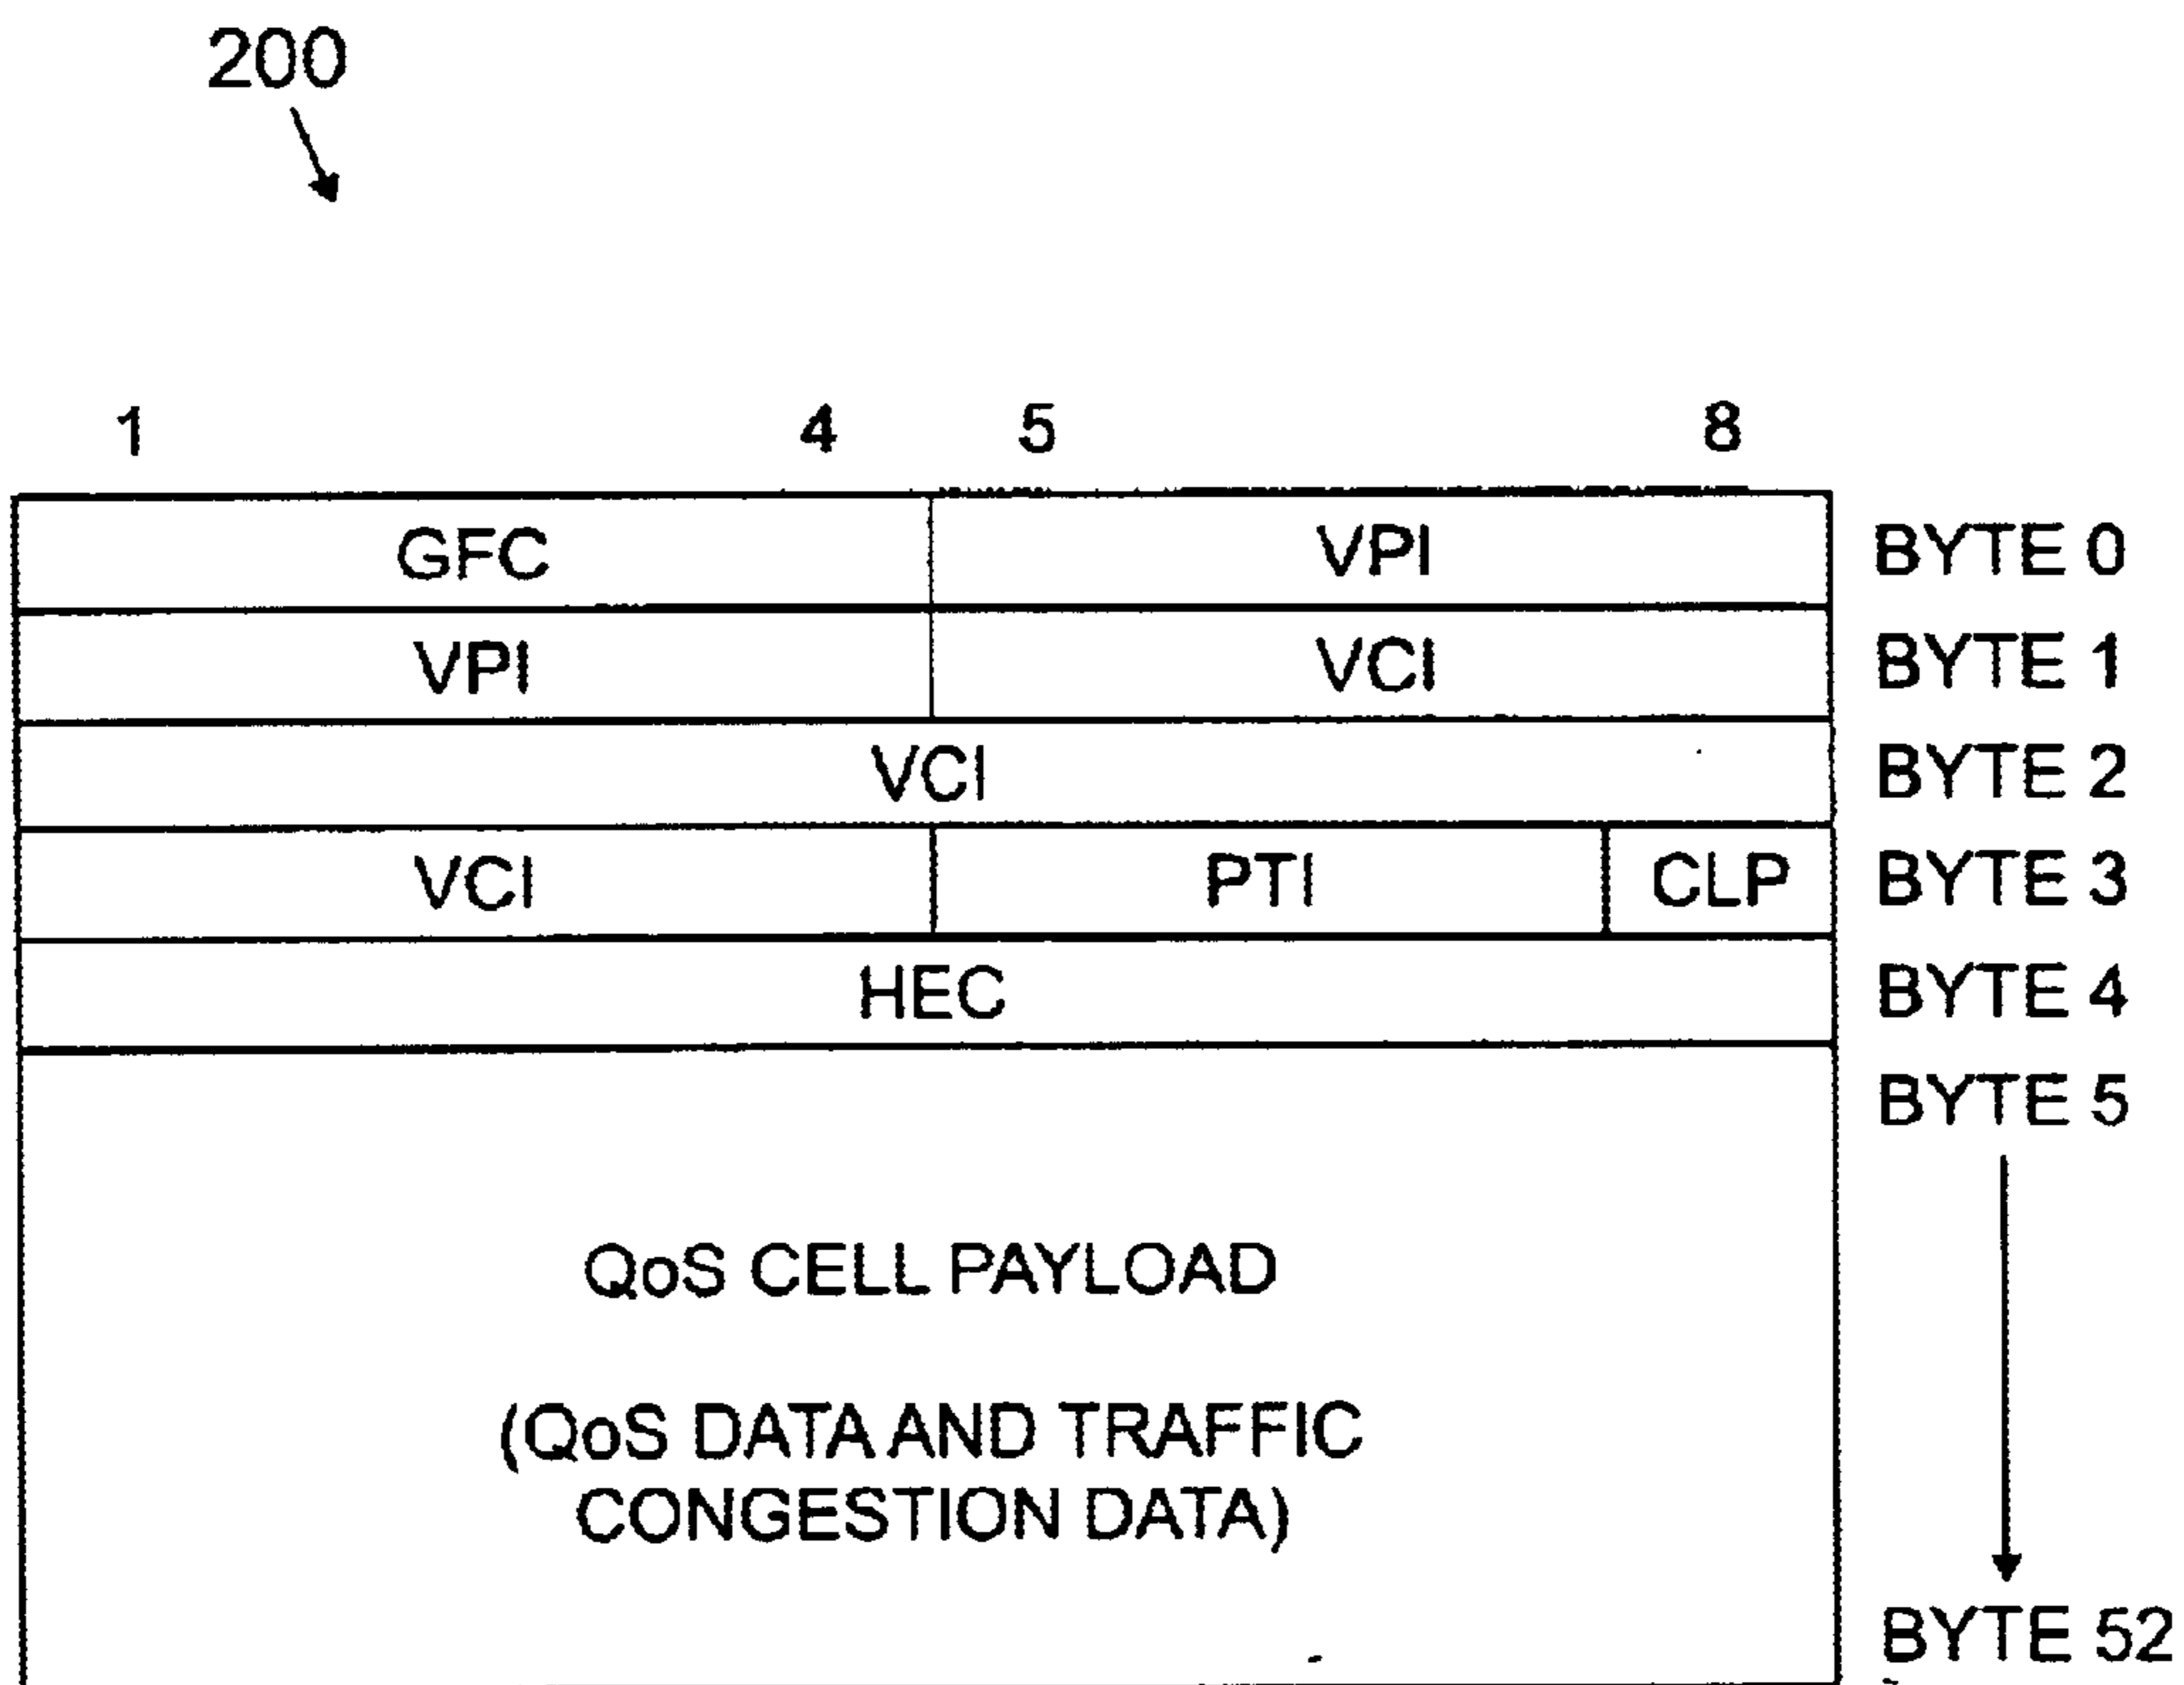 200
1 4 5 8
GFC VPI BYTE 0
VPI VCI BYTE 1
VCI BYTE 2
VCI PTI CLP BYTE 3
HEC BYTE 4
BYTE 5
QoS CELL PAYLOAD
(QoS DATA AND TRAFFIC
CONGESTION DATA)
BYTE 52